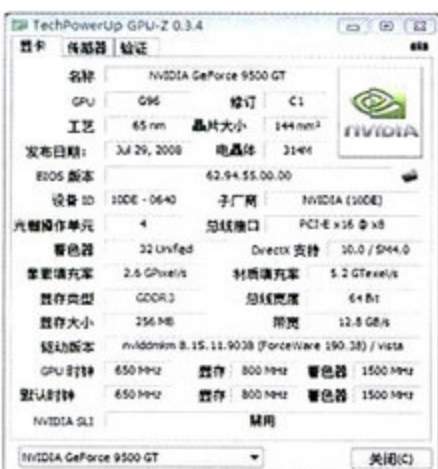 TechPowerUp GPU-Z 0.3.4
显卡 传感器 验证
名称 NVIDIA GeForce 9500 GT
GPU G96 修订 C1
工艺 65 nm 晶片大小 144 mm²
NVIDIA
发布日期: Jul 29, 2008 电晶体 314M
BIOS 版本 62.94.55.00.00
设备 ID 10DE - 0640 子厂商 NVIDIA (10DE)
光栅操作单元 4 总线接口 PCI-E x16 @ x8
着色器 32 Unified DirectX 支持 10.0 / SM4.0
像素填充率 2.6 GPixel/s 材质填充率 5.2 GTexel/s
显存类型 GDDR3 总线宽度 64 Bit
显存大小 256 MB 带宽 12.8 GB/s
驱动版本 nvlddmkm 8.15.11.9038 (ForceWare 190.38) / Vista
GPU 时钟 650 MHz 显存 800 MHz 着色器 1500 MHz
默认时钟 650 MHz 显存 800 MHz 着色器 1500 MHz
NVIDIA SLI 禁用
NVIDIA GeForce 9500 GT 关闭(C)